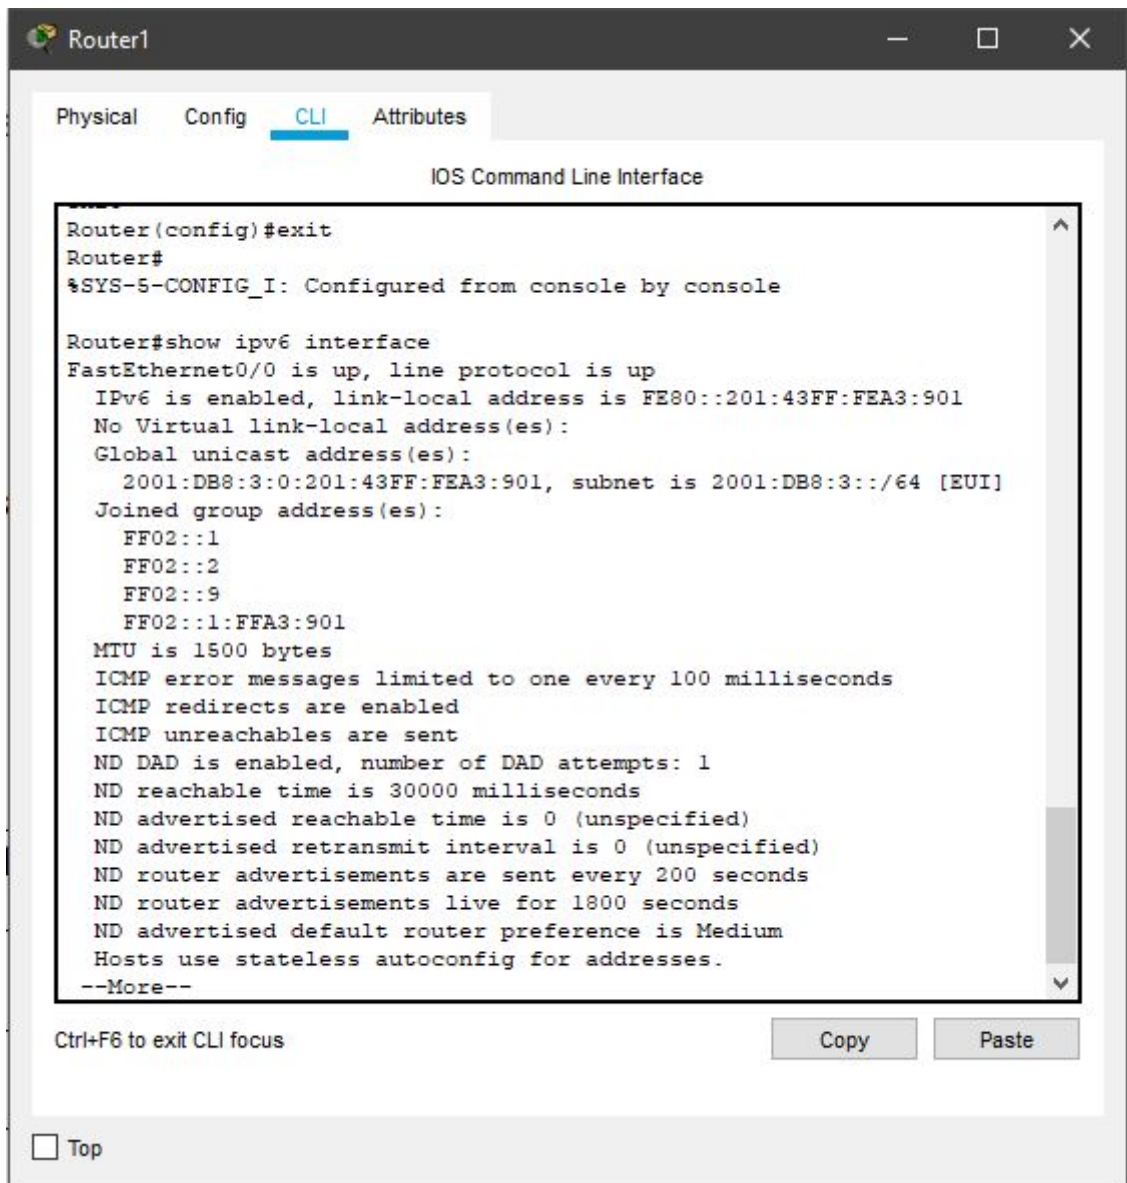 Router1
Physical Config CLI Attributes
IOS Command Line Interface
Router(config)#exit
Router#
%SYS-5-CONFIG_I: Configured from console by console
Router#show ipv6 interface
FastEthernet0/0 is up, line protocol is up
IPv6 is enabled, link-local address is FE80::201:43FF:FEA3:901
No Virtual link-local address(es):
Global unicast address(es):
2001:DB8:3:0:201:43FF:FEA3:901, subnet is 2001:DB8:3::/64 [EUI]
Joined group address(es):
FF02::1
FF02::2
FF02::9
FF02::1:FFA3:901
MTU is 1500 bytes
ICMP error messages limited to one every 100 milliseconds
ICMP redirects are enabled
ICMP unreachables are sent
ND DAD is enabled, number of DAD attempts: 1
ND reachable time is 30000 milliseconds
ND advertised reachable time is 0 (unspecified)
ND advertised retransmit interval is 0 (unspecified)
ND router advertisements are sent every 200 seconds
ND router advertisements live for 1800 seconds
ND advertised default router preference is Medium
Hosts use stateless autoconfig for addresses.
--More--
Ctrl+F6 to exit CLI focus
Copy Paste
Top